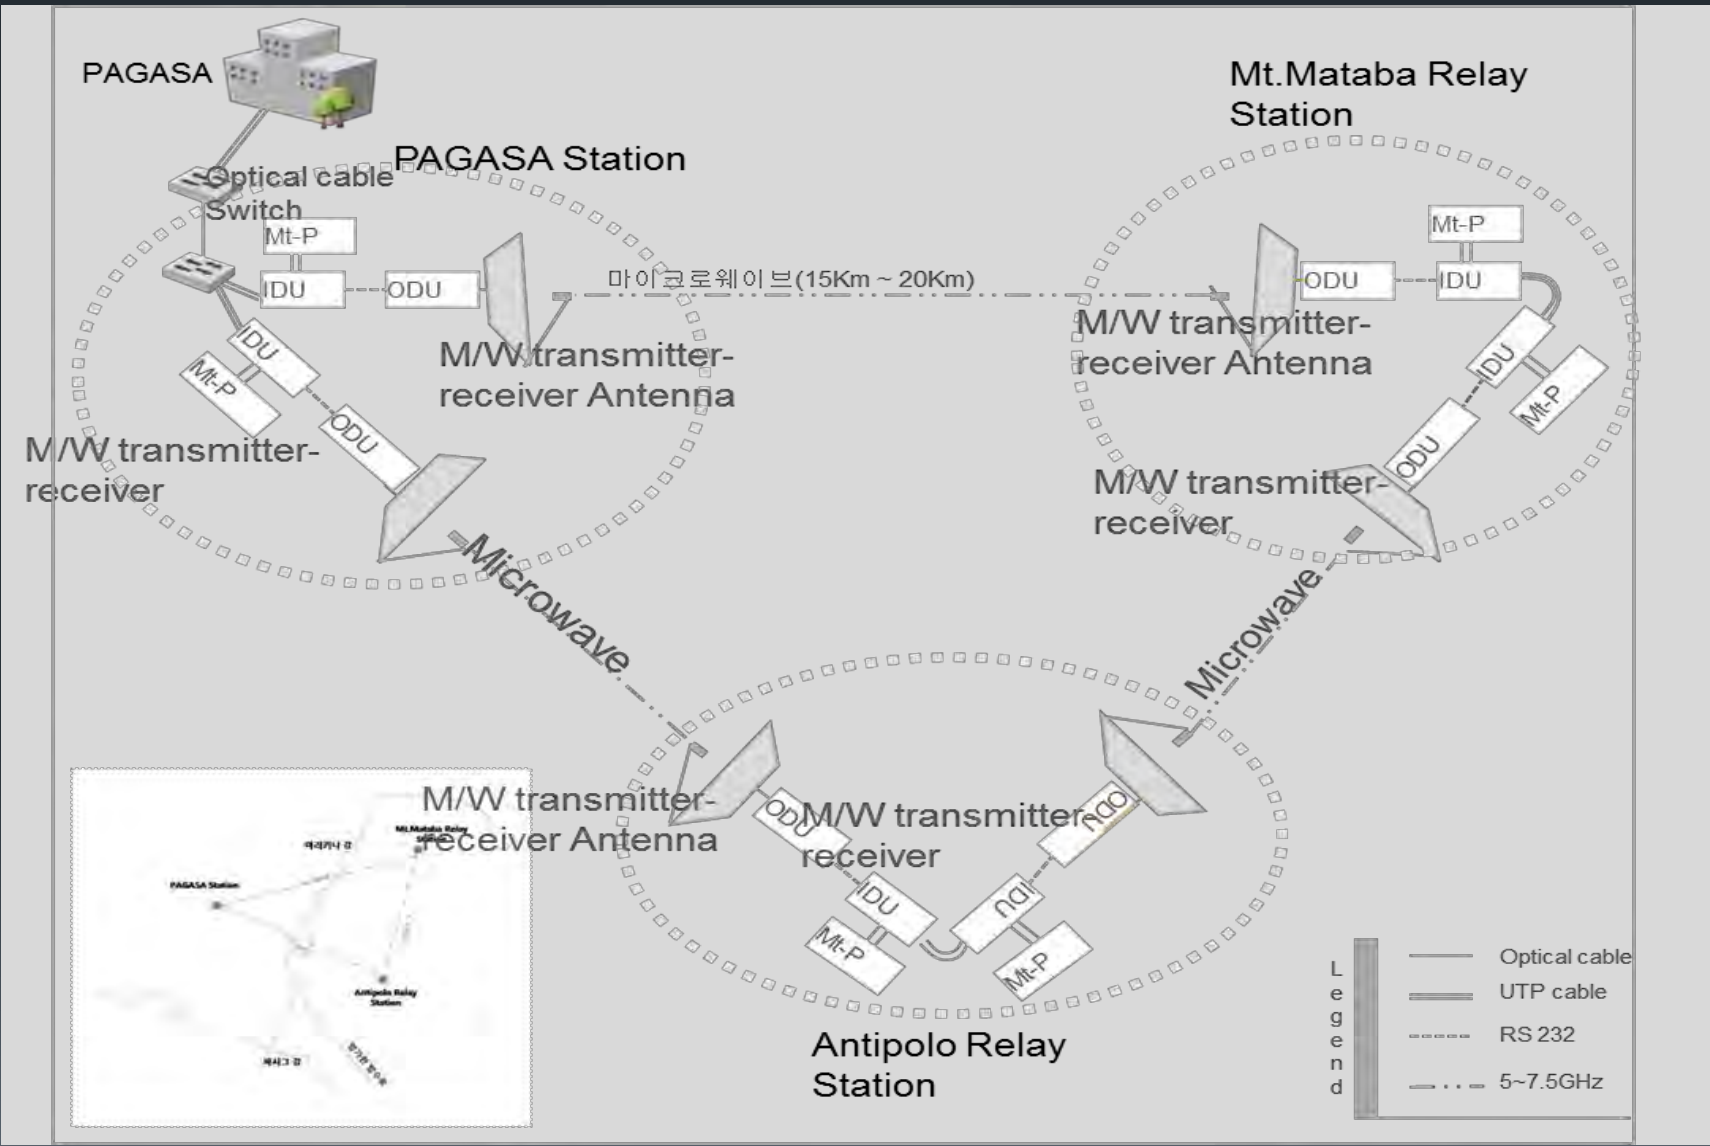 PAGASA
Mt.Mataba Relay
Station
PAGASA Station
Optical cable
Switch
Mt-P
IDU
ODU
마이크로웨이브(15Km ~ 20Km)
ODU
IDU
Mt-P
M/W transmitter-
receiver Antenna
M/W transmitter-
receiver Antenna
IDU
Mt-P
ODU
M/W transmitter-
receiver
IDU
Mt-P
ODU
M/W transmitter-
receiver
Microwave
Microwave
M/W transmitter-
receiver Antenna
ODU
M/W transmitter-
receiver
ODU
IDU
Mt-P
IDU
Mt-P
Antipolo Relay
Station
Mt.Mataba Relay
PAGASA Station
Antipolo Relay
Station
Legend
Optical cable
UTP cable
RS 232
5~7.5GHz